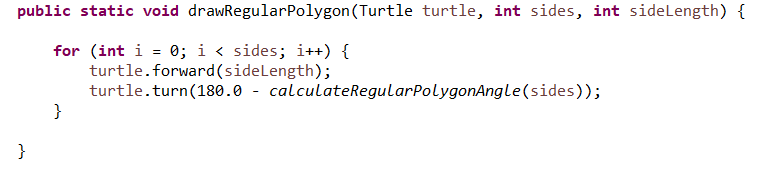 public static void drawRegularPolygon(Turtle turtle, int sides, int sideLength) {
for (int i = 0; i < sides; i++) {
turtle.forward(sideLength);
turtle.turn(180.0 - calculateRegularPolygonAngle(sides));
}
}